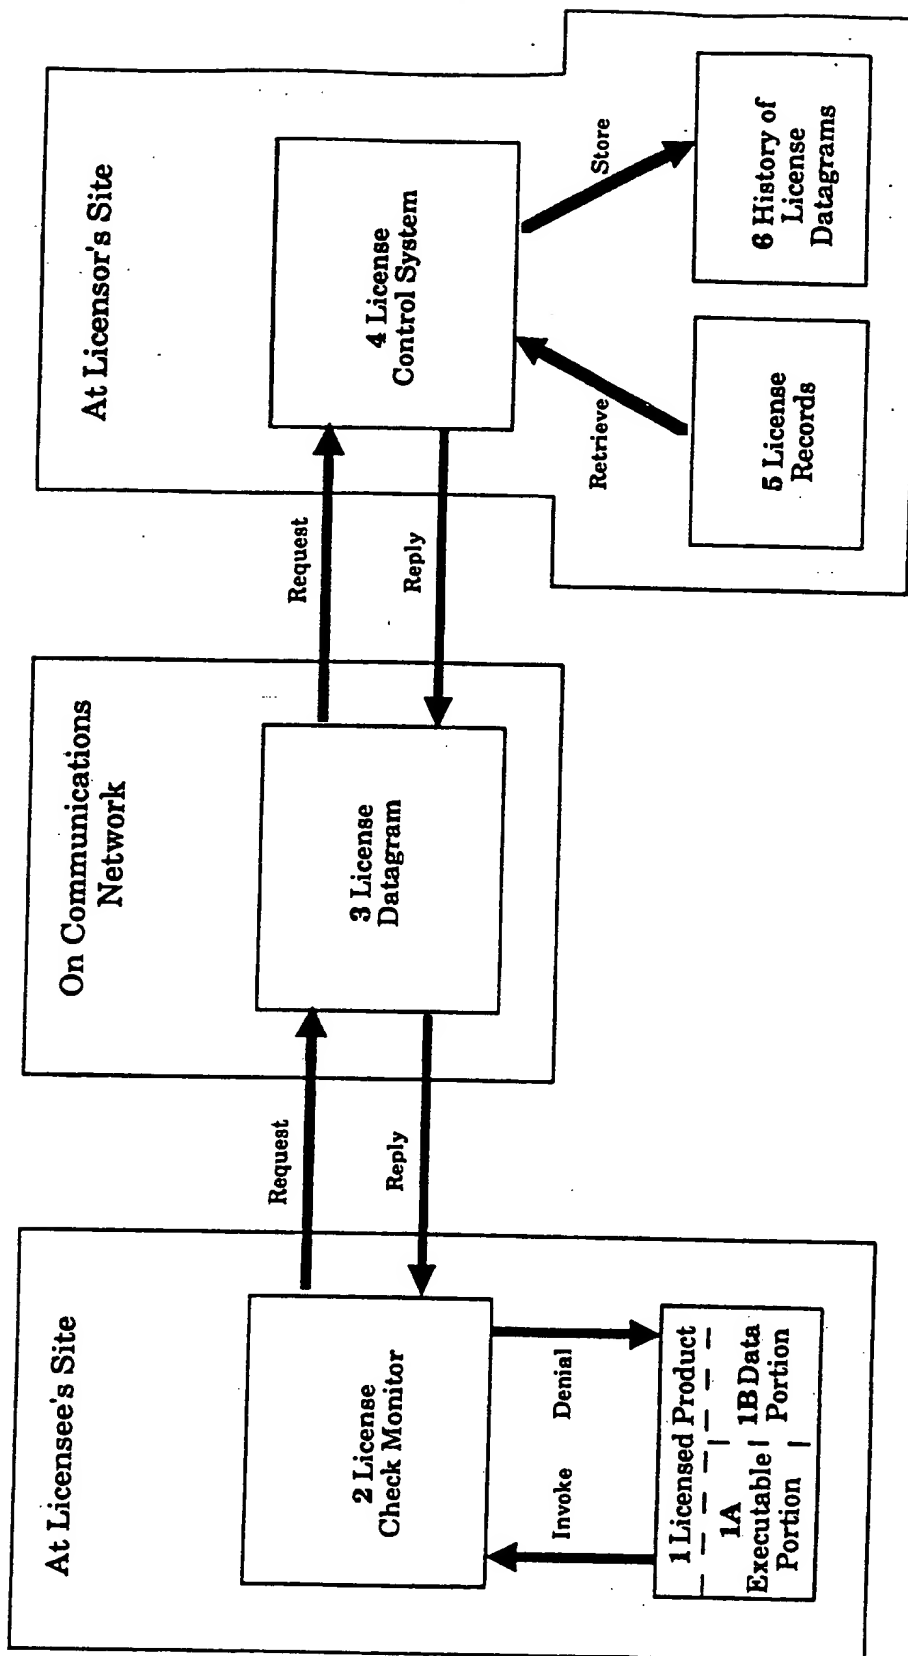 At Licensee's Site
2 License
Check Monitor
Invoke
Denial
1 Licensed Product
1A
Executable
Portion
1B Data
Portion
Request
Reply
On Communications
Network
3 License
Datagram
Request
Reply
At Licensor's Site
4 License
Control System
Retrieve
Store
5 License
Records
6 History of
License
Datagrams